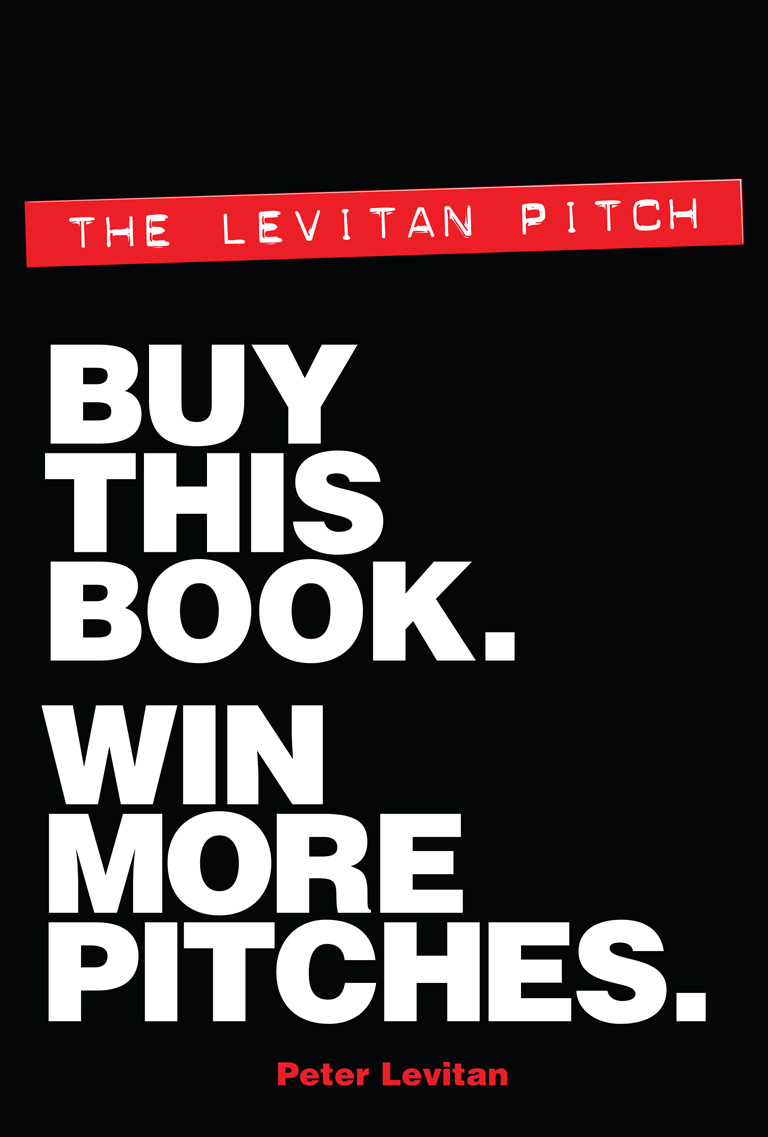 THE LEVITAN PITCH
BUY
THIS
BOOK.
WIN
MORE
PITCHES.
Peter Levitan